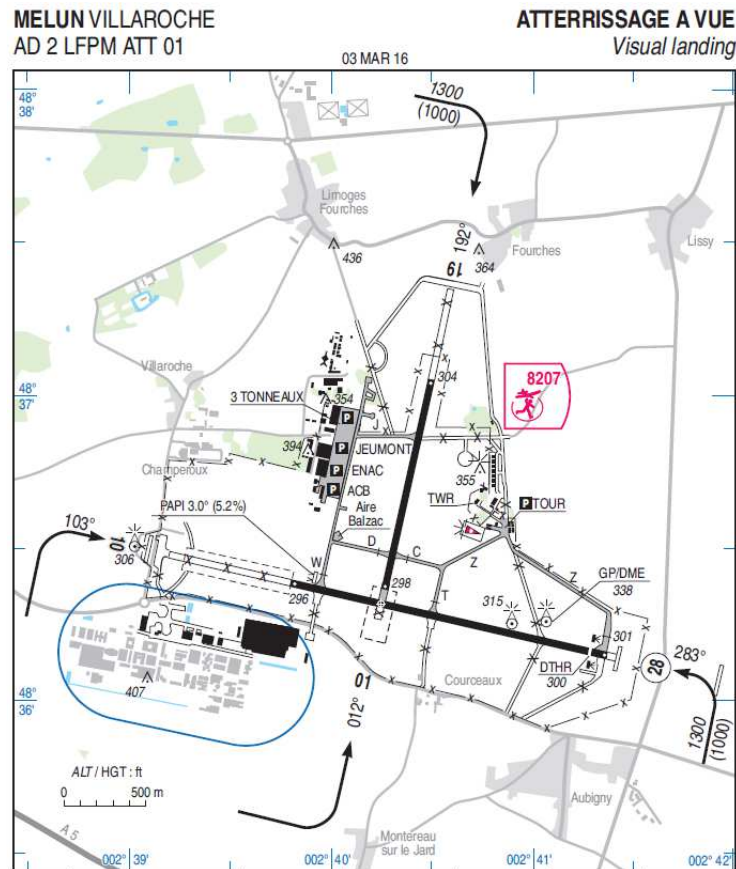 MELUN VILLAROCHE
ATTERRISSAGE A VUE
AD 2 LFPM ATT 01
Visual landing
03 MAR 16
48°
38'
1300
(1000)
Limoges
Fourches
436
192°
19
364
Fourches
Lissy
Villaroche
48°
37'
3 TONNEAUX
354
P
304
8207
J
394
P
JEUMONT
Champeroux
P
ENAC
355
P
ACB
PAPI 3.0° (5.2%)
Aire
Balzac
TWR
P TOUR
103°
10
306
D
C
W
Z
Z
GP/DME
338
298
296
T
315
301
DTHR
300
28
283°
407
01
012°
Courceaux
48°
36'
1300
(1000)
ALT / HGT : ft
0
500 m
Aubigny
A 5
Montereau
sur le Jard
002° 39'
002° 40'
002° 41'
002° 42'